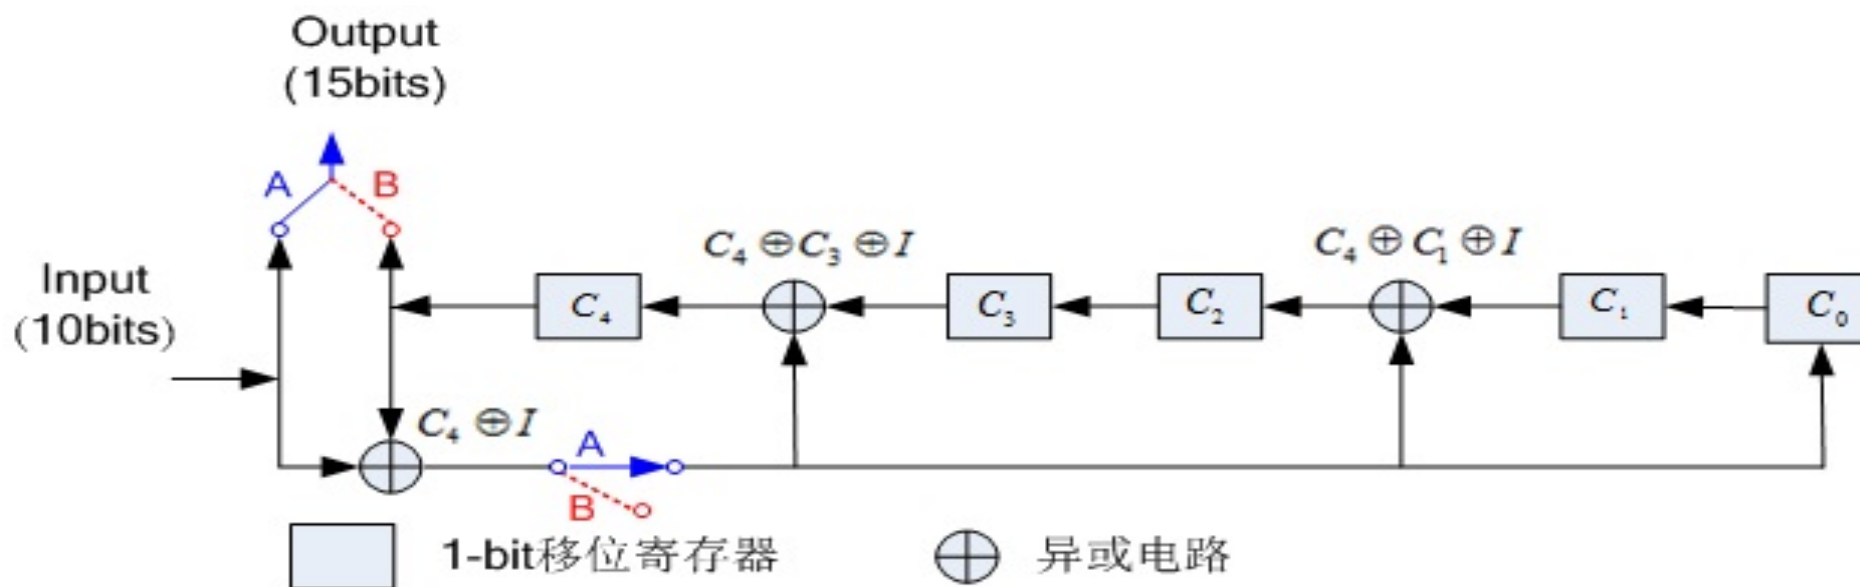 Output
(15bits)
A
B
C₄ ⊕ C₃ ⊕ I
C₄ ⊕ C₁ ⊕ I
Input
(10bits)
C₄
C₃
C₂
C₁
C₀
C₄ ⊕ I
A
B
1-bit移位寄存器
异或电路